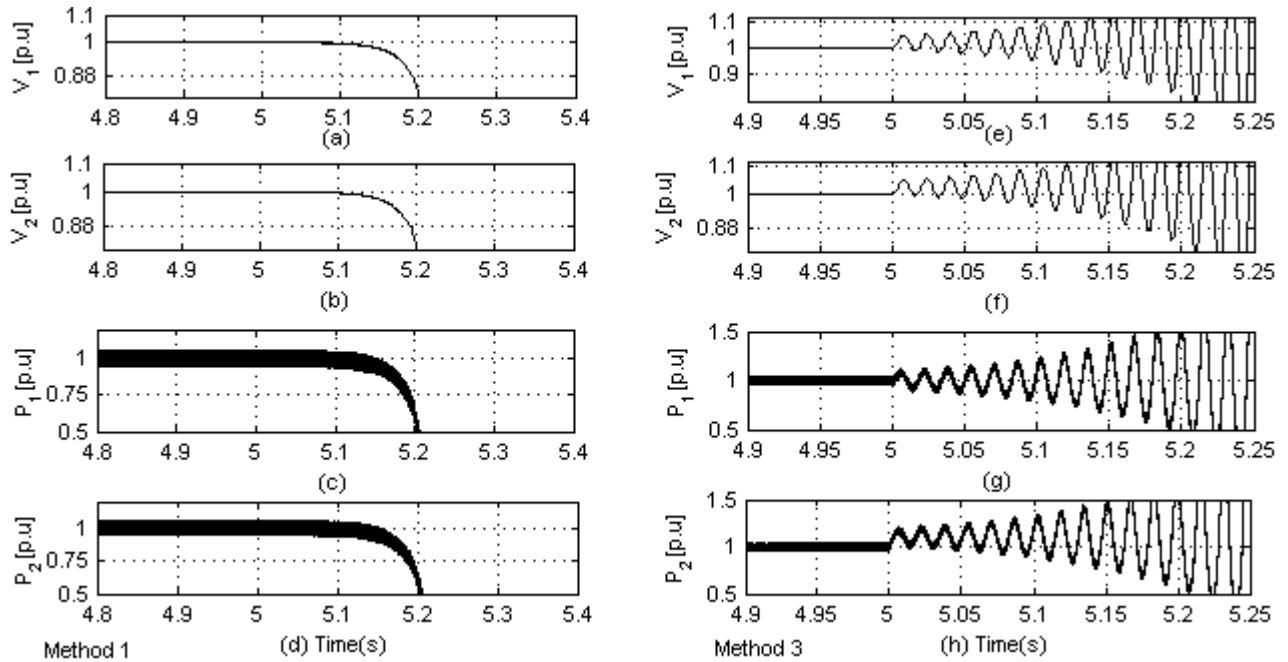 V1 [p.u]
1.1
1
0.88
4.8 4.9 5 5.1 5.2 5.3 5.4
(a)
V2 [p.u]
1.1
1
0.88
4.8 4.9 5 5.1 5.2 5.3 5.4
(b)
P1 [p.u]
1
0.75
0.5
4.8 4.9 5 5.1 5.2 5.3 5.4
(c)
P2 [p.u]
1
0.75
0.5
4.8 4.9 5 5.1 5.2 5.3 5.4
Method 1
(d) Time(s)
V1 [p.u]
1.1
1
0.9
4.9 4.95 5 5.05 5.1 5.15 5.2 5.25
(e)
V2 [p.u]
1.1
1
0.88
4.9 4.95 5 5.05 5.1 5.15 5.2 5.25
(f)
P1 [p.u]
1.5
1
0.5
4.9 4.95 5 5.05 5.1 5.15 5.2 5.25
(g)
P2 [p.u]
1.5
1
0.5
4.9 4.95 5 5.05 5.1 5.15 5.2 5.25
Method 3
(h) Time(s)